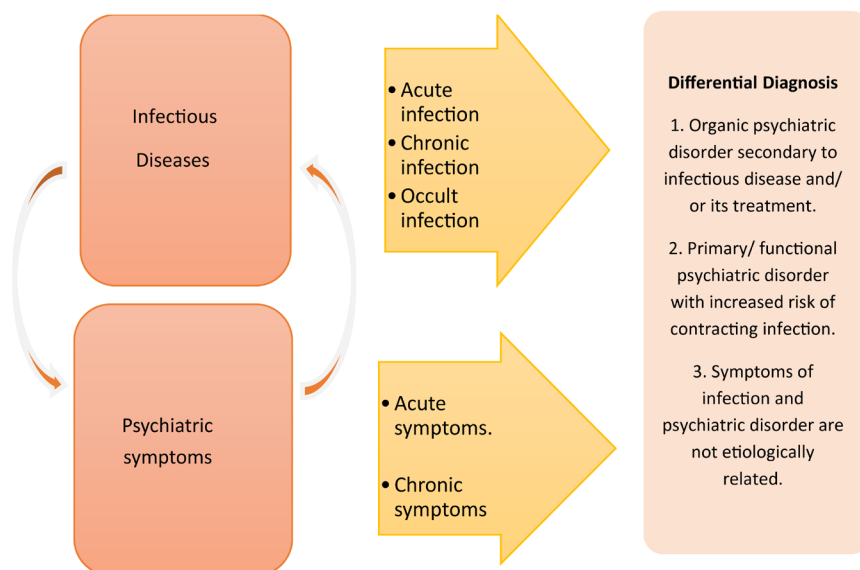 Infectious
Diseases
Psychiatric
symptoms
• Acute
infection
• Chronic
infection
• Occult
infection
• Acute
symptoms.
• Chronic
symptoms
Differential Diagnosis
1. Organic psychiatric
disorder secondary to
infectious disease and/
or its treatment.
2. Primary/ functional
psychiatric disorder
with increased risk of
contracting infection.
3. Symptoms of
infection and
psychiatric disorder are
not etiologically
related.